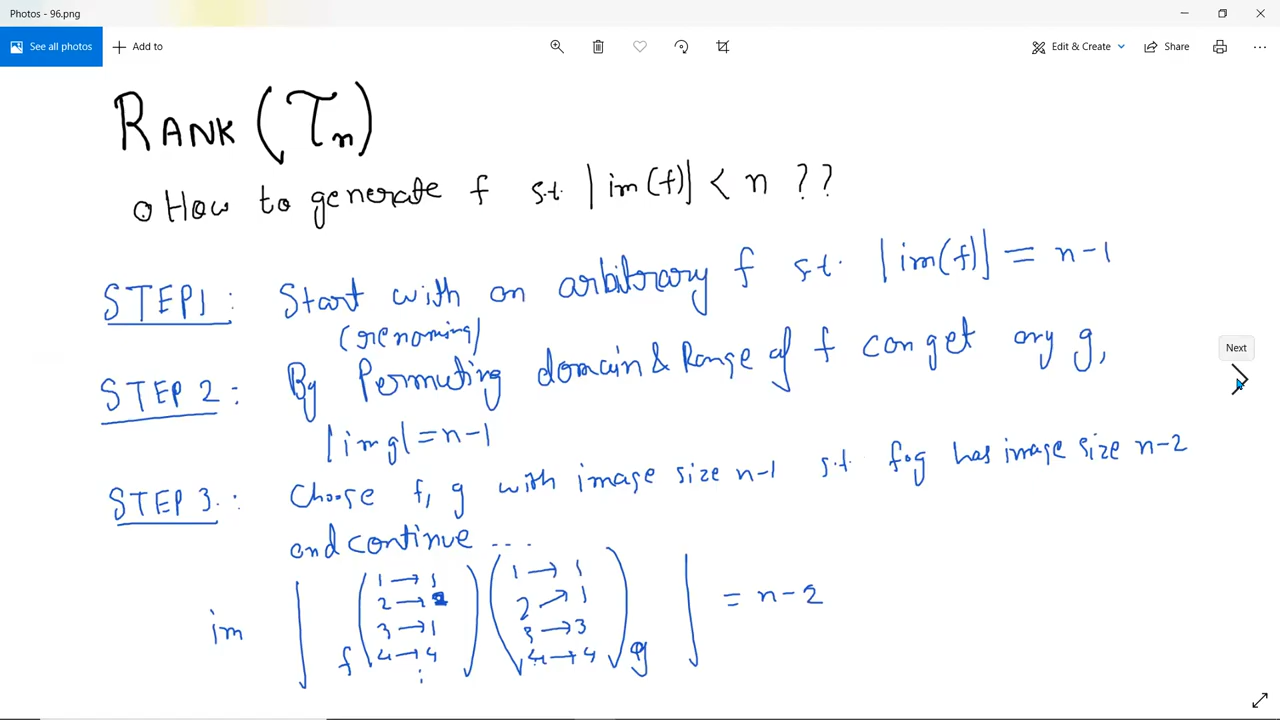 Photos - 96.png
See all photos
Add to
Edit & Create
Share
RANK (Tn)
How to generate f s.t. |im(f)| < n ??
STEP1: Start with an arbitrary f s.t. |im(f)| = n-1
(renaming)
STEP 2: By Permuting domain & Range of f can get any g,
|im g| = n-1
STEP 3: Choose f, g with image size n-1 s.t. fog has image size n-2
and continue ...
1 → 1 1 → 1
2 → 2 2 → 1
im = n-2
3 → 1 3 → 3
f 4 → 4 4 → 4 g
⋮
Next